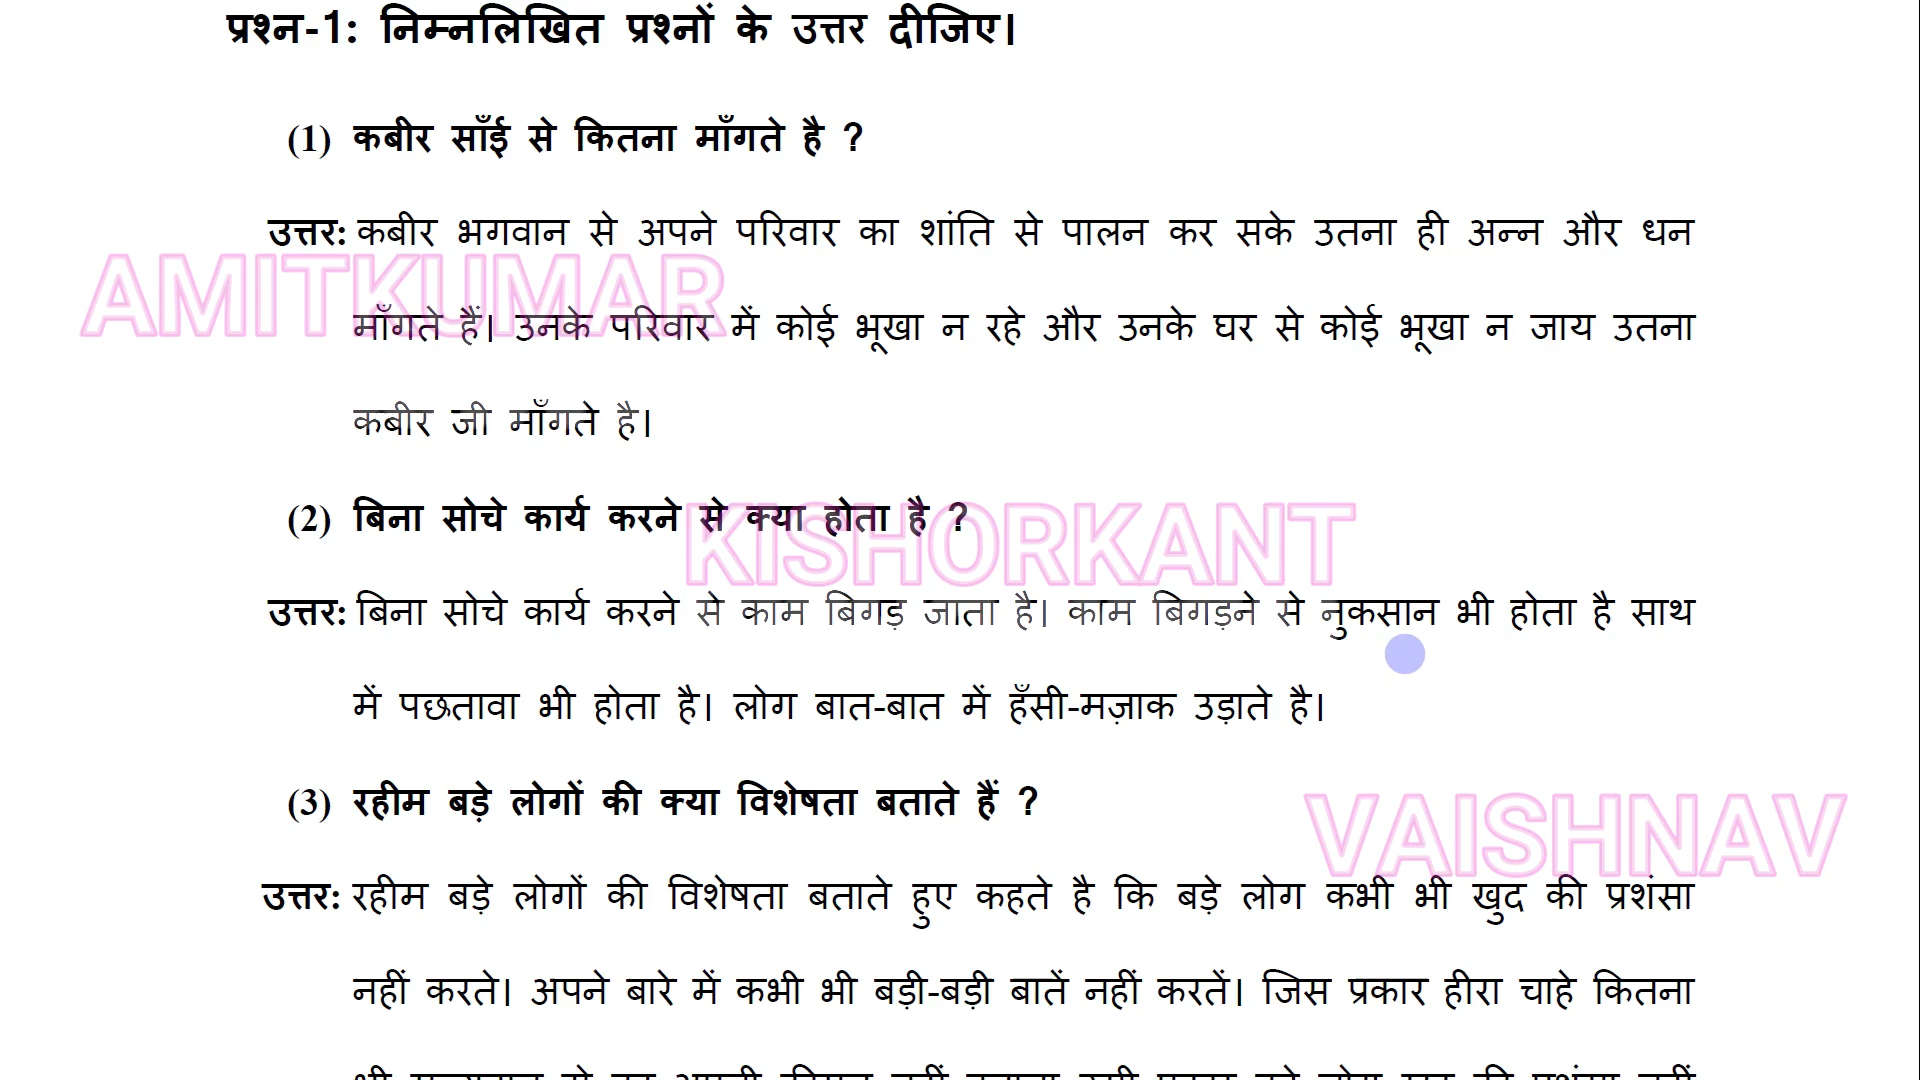 प्रश्न-1: निम्नलिखित प्रश्नों के उत्तर दीजिए।
(1) कबीर साँई से कितना माँगते है ?
उत्तर: कबीर भगवान से अपने परिवार का शांति से पालन कर सके उतना ही अन्न और धन
AMITKUMAR
माँगते हैं। उनके परिवार में कोई भूखा न रहे और उनके घर से कोई भूखा न जाय उतना
कबीर जी माँगते है।
(2) बिना सोचे कार्य करने से क्या होता है ?
KISHORKANT
उत्तर: बिना सोचे कार्य करने से काम बिगड़ जाता है। काम बिगड़ने से नुकसान भी होता है साथ
में पछतावा भी होता है। लोग बात-बात में हँसी-मज़ाक उड़ाते है।
(3) रहीम बड़े लोगों की क्या विशेषता बताते हैं ?
VAISHNAV
उत्तर: रहीम बड़े लोगों की विशेषता बताते हुए कहते है कि बड़े लोग कभी भी खुद की प्रशंसा
नहीं करते। अपने बारे में कभी भी बड़ी-बड़ी बातें नहीं करतें। जिस प्रकार हीरा चाहे कितना